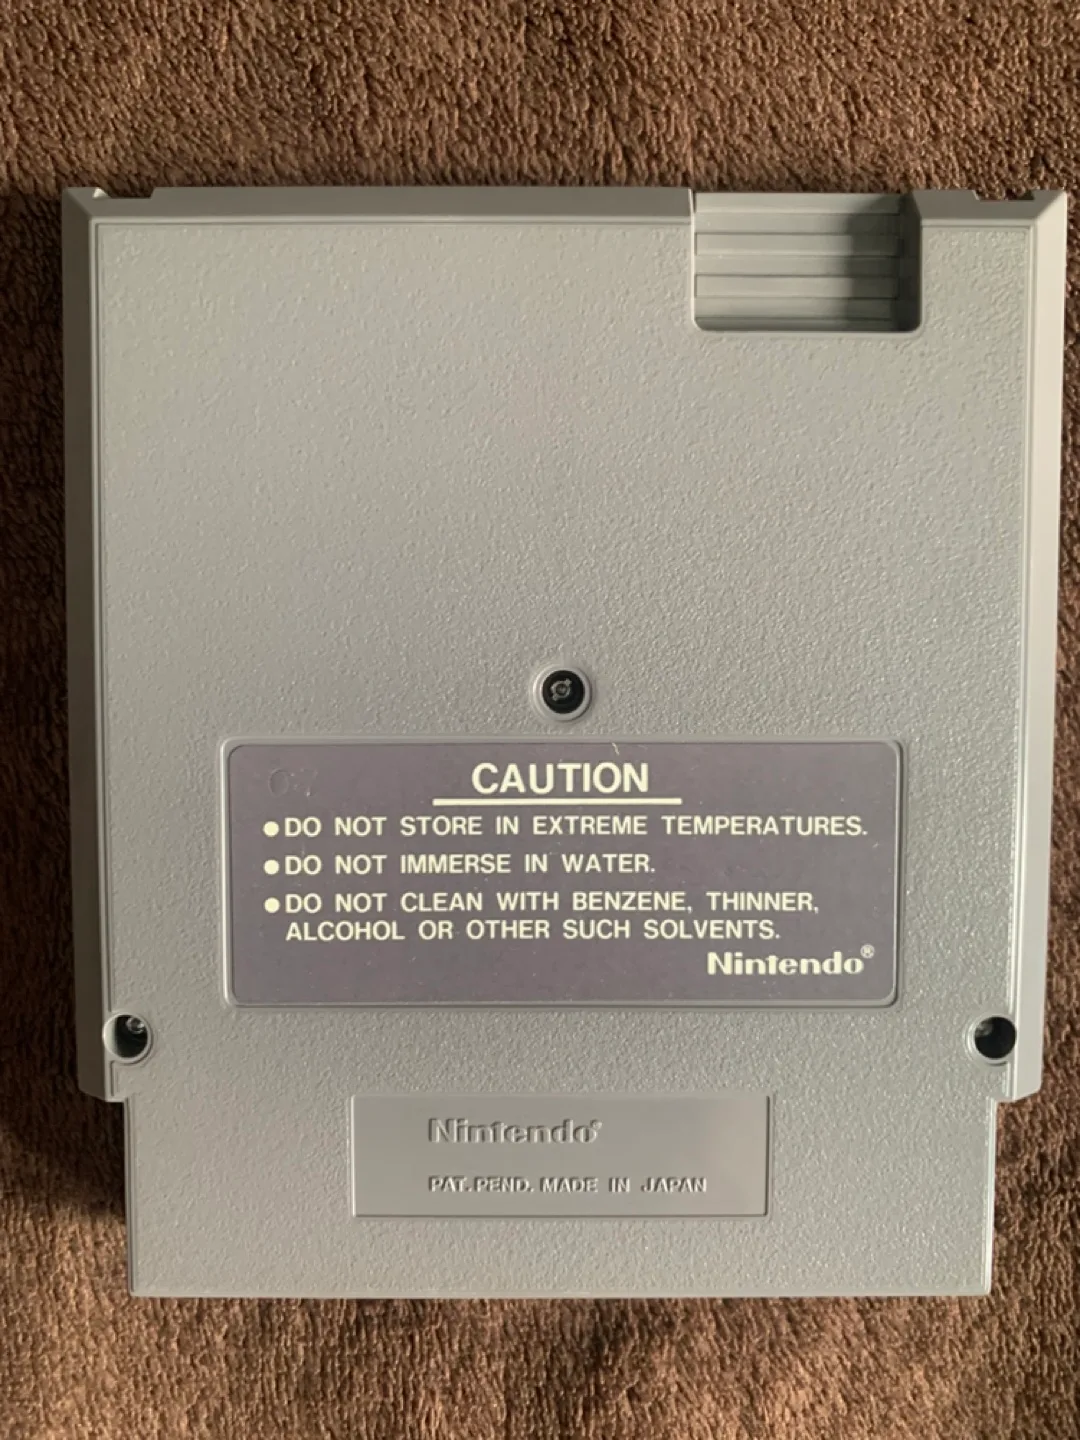 CAUTION
●DO NOT STORE IN EXTREME TEMPERATURES.
●DO NOT IMMERSE IN WATER.
●DO NOT CLEAN WITH BENZENE, THINNER,
ALCOHOL OR OTHER SUCH SOLVENTS.
Nintendo®
Nintendo®
PAT. PEND. MADE IN JAPAN